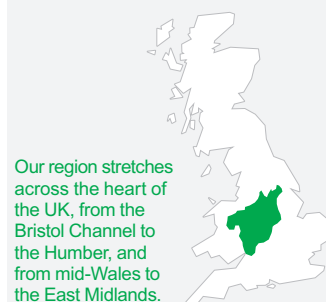 Our region stretches
across the heart of
the UK, from the
Bristol Channel to
the Humber, and
from mid-Wales to
the East Midlands.